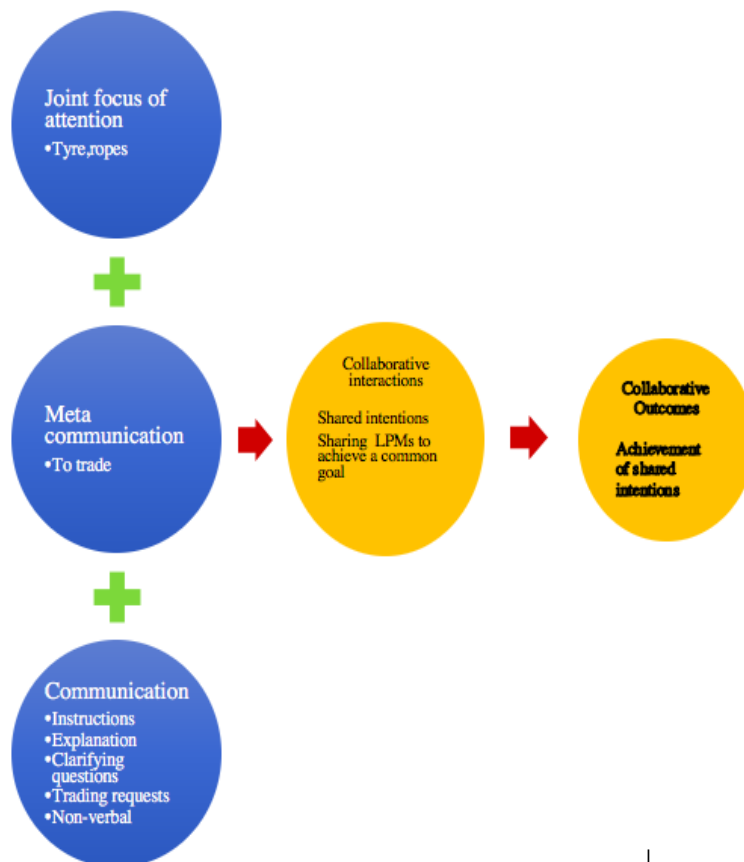 Joint focus of
attention
•Tyre,ropes
Meta
communication
•To trade
Communication
•Instructions
•Explanation
•Clarifying
questions
•Trading requests
•Non-verbal
Collaborative
interactions
Shared intentions
Sharing LPMs to
achieve a common
goal
Collaborative
Outcomes
Achievement
of shared
intentions